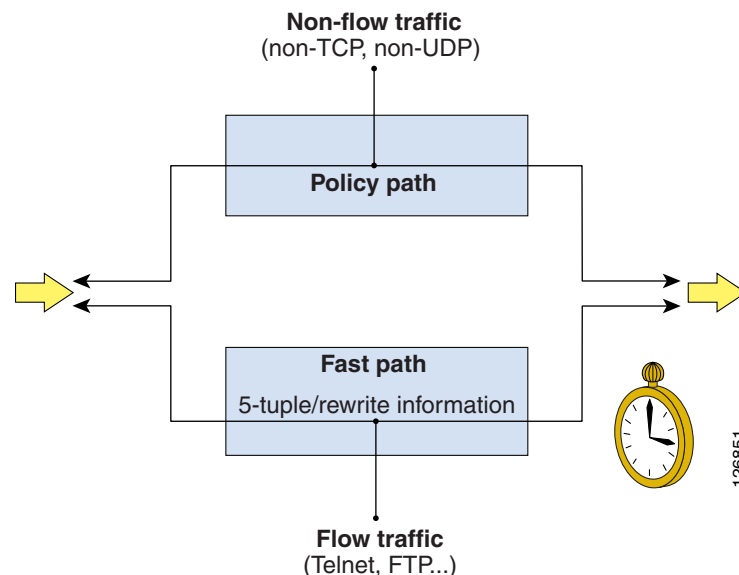 Non-flow traffic
(non-TCP, non-UDP)
Policy path
Fast path
5-tuple/rewrite information
126851
Flow traffic
(Telnet, FTP...)